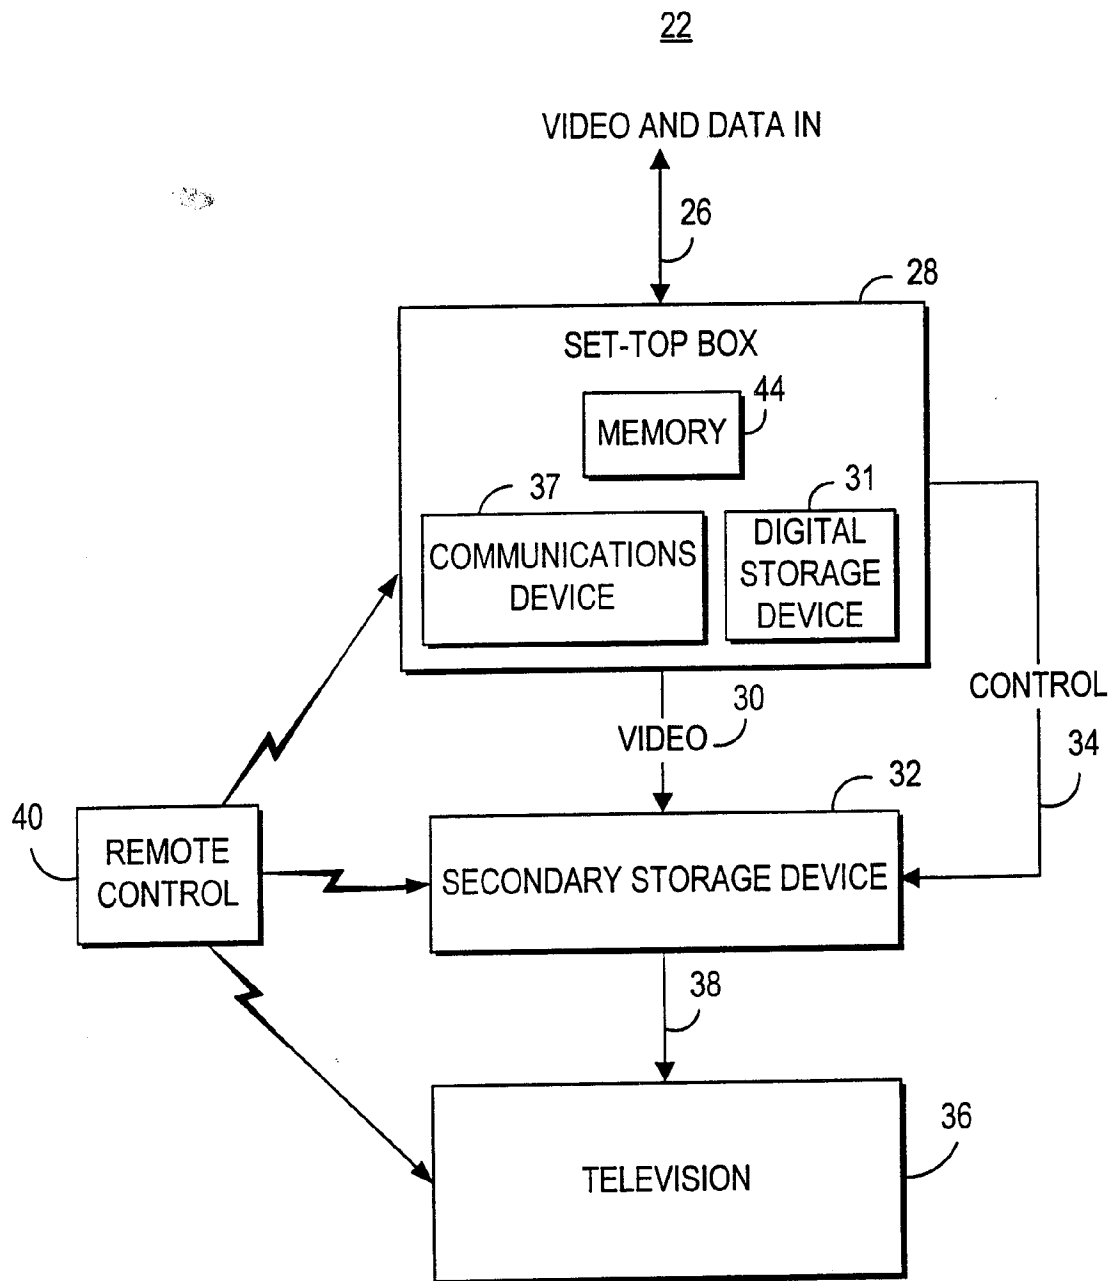 22
VIDEO AND DATA IN
26
28
SET-TOP BOX
44
MEMORY
37
31
COMMUNICATIONS
DEVICE
DIGITAL
STORAGE
DEVICE
CONTROL
30
VIDEO
34
32
40
REMOTE
CONTROL
SECONDARY STORAGE DEVICE
38
36
TELEVISION